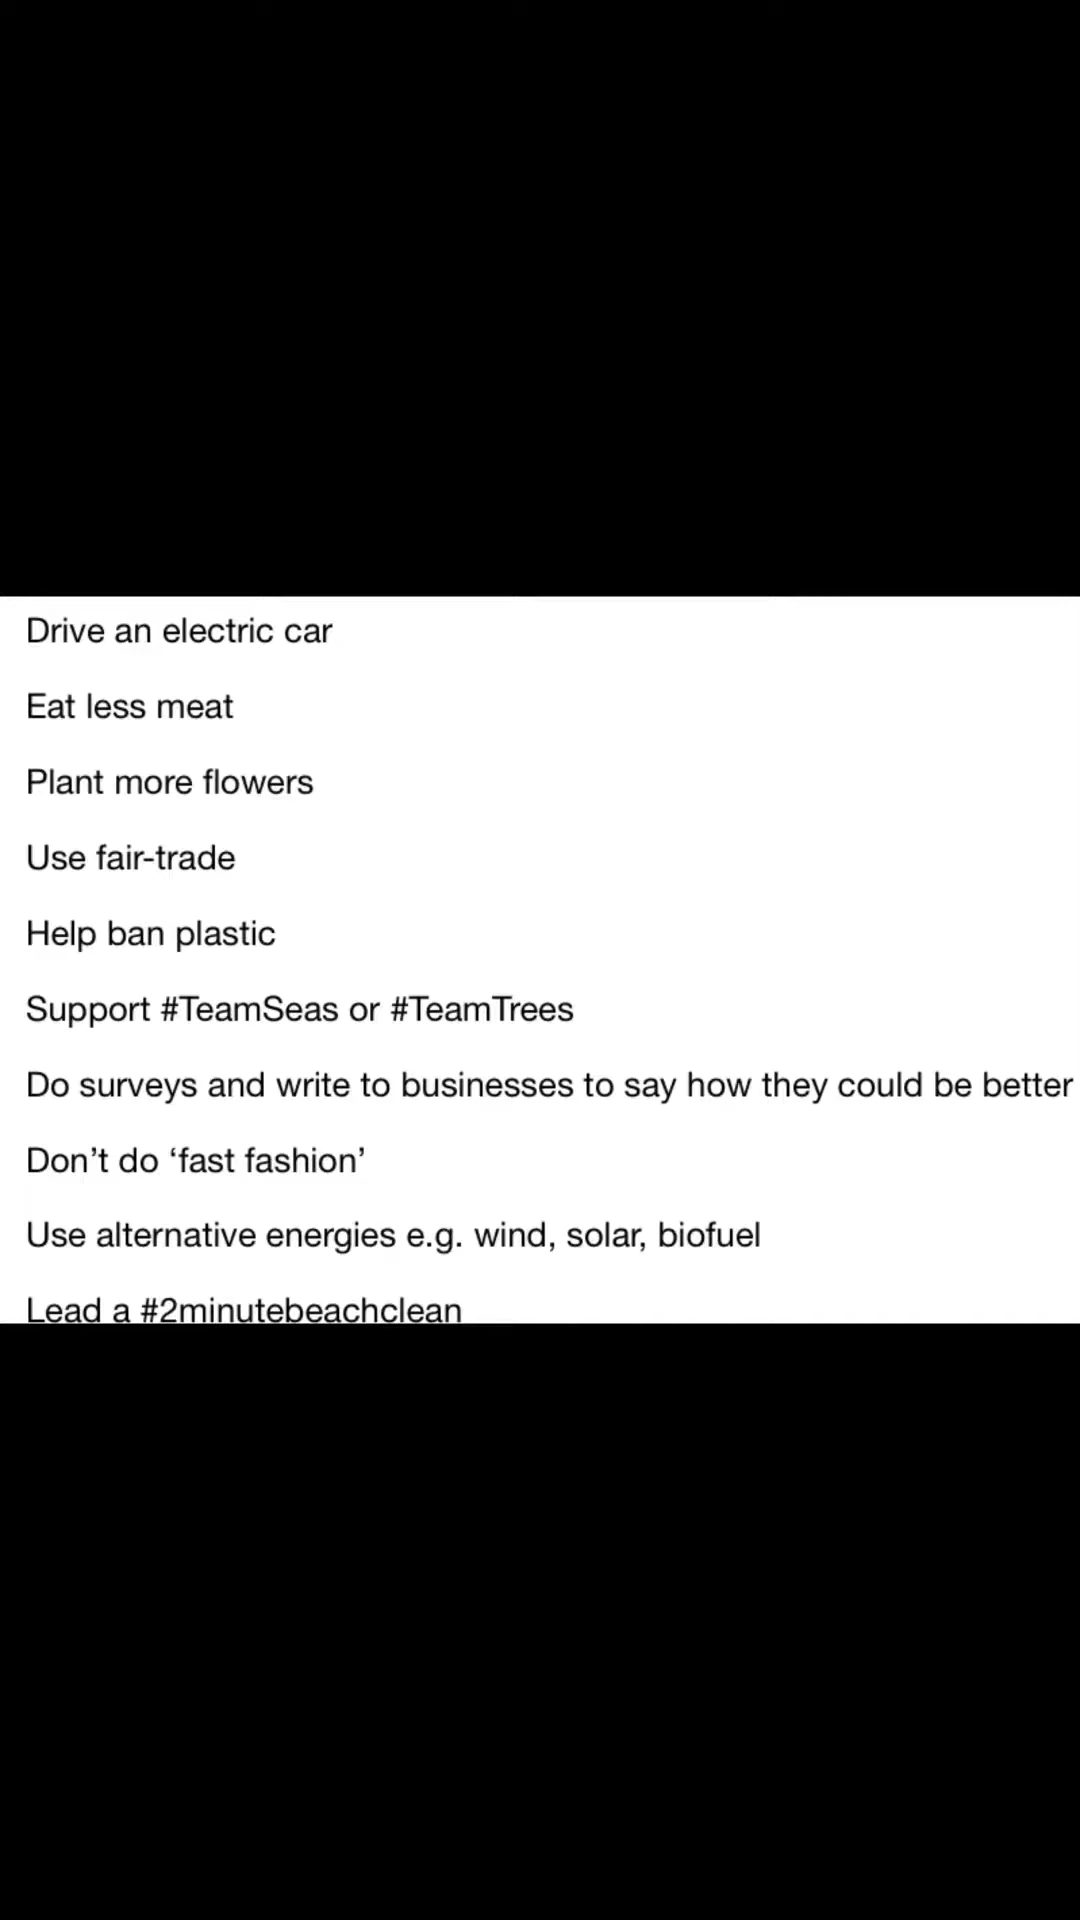 Drive an electric car
Eat less meat
Plant more flowers
Use fair-trade
Help ban plastic
Support #TeamSeas or #TeamTrees
Do surveys and write to businesses to say how they could be better
Don’t do ‘fast fashion’
Use alternative energies e.g. wind, solar, biofuel
Lead a #2minutebeachclean